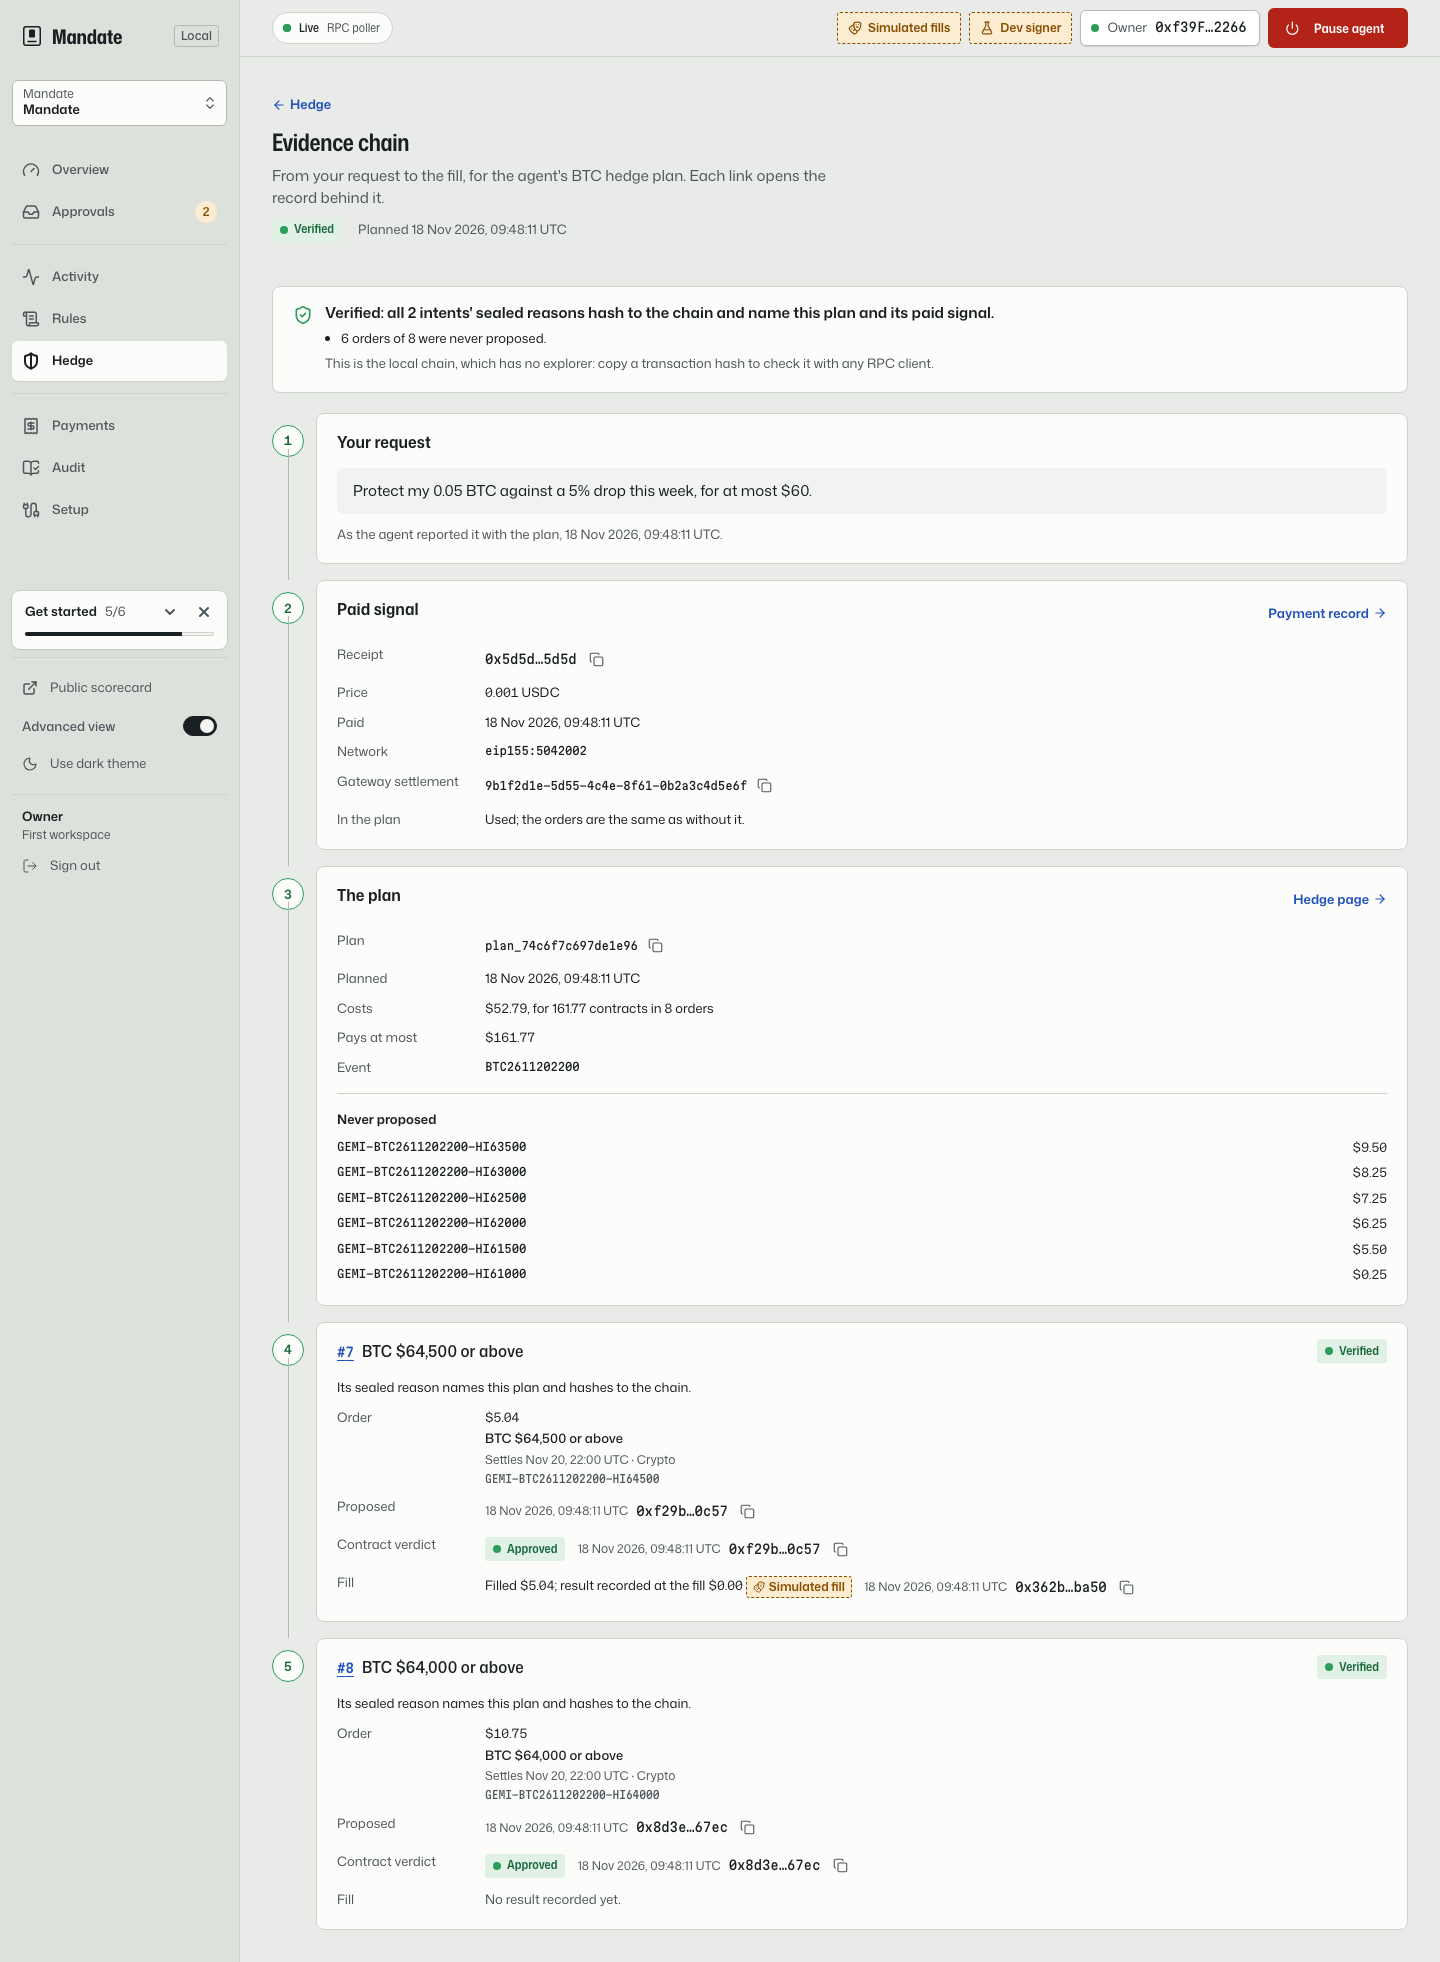 Mandate
Local
Mandate
Mandate
Overview
Approvals 2
Activity
Rules
Hedge
Payments
Audit
Setup
Get started 5/6
Public scorecard
Advanced view
Use dark theme
Owner
First workspace
Sign out
Live RPC poller
Simulated fills
Dev signer
Owner 0xf39F…2266
Pause agent
Hedge
Evidence chain
From your request to the fill, for the agent's BTC hedge plan. Each link opens the
record behind it.
Verified Planned 18 Nov 2026, 09:48:11 UTC
Verified: all 2 intents' sealed reasons hash to the chain and name this plan and its paid signal.
6 orders of 8 were never proposed.
This is the local chain, which has no explorer: copy a transaction hash to check it with any RPC client.
1
Your request
Protect my 0.05 BTC against a 5% drop this week, for at most $60.
As the agent reported it with the plan, 18 Nov 2026, 09:48:11 UTC.
2
Paid signal
Payment record
Receipt 0x5d5d…5d5d
Price 0.001 USDC
Paid 18 Nov 2026, 09:48:11 UTC
Network eip155:5042002
Gateway settlement 9b1f2d1e-5d55-4c4e-8f61-0b2a3c4d5e6f
In the plan Used; the orders are the same as without it.
3
The plan
Hedge page
Plan plan_74c6f7c697de1e96
Planned 18 Nov 2026, 09:48:11 UTC
Costs $52.79, for 161.77 contracts in 8 orders
Pays at most $161.77
Event BTC2611202200
Never proposed
GEMI-BTC2611202200-HI63500 $9.50
GEMI-BTC2611202200-HI63000 $8.25
GEMI-BTC2611202200-HI62500 $7.25
GEMI-BTC2611202200-HI62000 $6.25
GEMI-BTC2611202200-HI61500 $5.50
GEMI-BTC2611202200-HI61000 $0.25
4
#7 BTC $64,500 or above
Verified
Its sealed reason names this plan and hashes to the chain.
Order $5.04
BTC $64,500 or above
Settles Nov 20, 22:00 UTC · Crypto
GEMI-BTC2611202200-HI64500
Proposed 18 Nov 2026, 09:48:11 UTC 0xf29b…0c57
Contract verdict Approved 18 Nov 2026, 09:48:11 UTC 0xf29b…0c57
Fill Filled $5.04; result recorded at the fill $0.00 Simulated fill 18 Nov 2026, 09:48:11 UTC 0x362b…ba50
5
#8 BTC $64,000 or above
Verified
Its sealed reason names this plan and hashes to the chain.
Order $10.75
BTC $64,000 or above
Settles Nov 20, 22:00 UTC · Crypto
GEMI-BTC2611202200-HI64000
Proposed 18 Nov 2026, 09:48:11 UTC 0x8d3e…67ec
Contract verdict Approved 18 Nov 2026, 09:48:11 UTC 0x8d3e…67ec
Fill No result recorded yet.